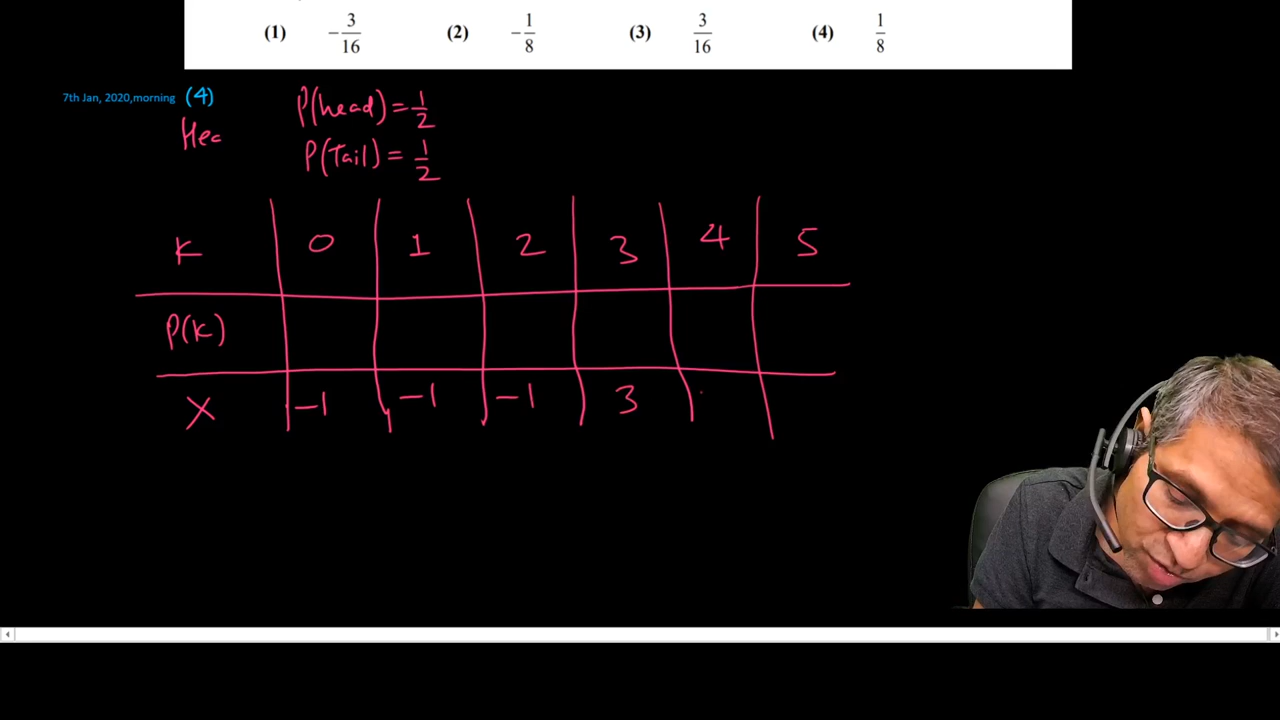 (1) -3/16 (2) -1/8 (3) 3/16 (4) 1/8
7th Jan, 2020,morning (4) P(head) = 1/2
Hea P(Tail) = 1/2
K 0 1 2 3 4 5
P(K)
X -1 -1 -1 3